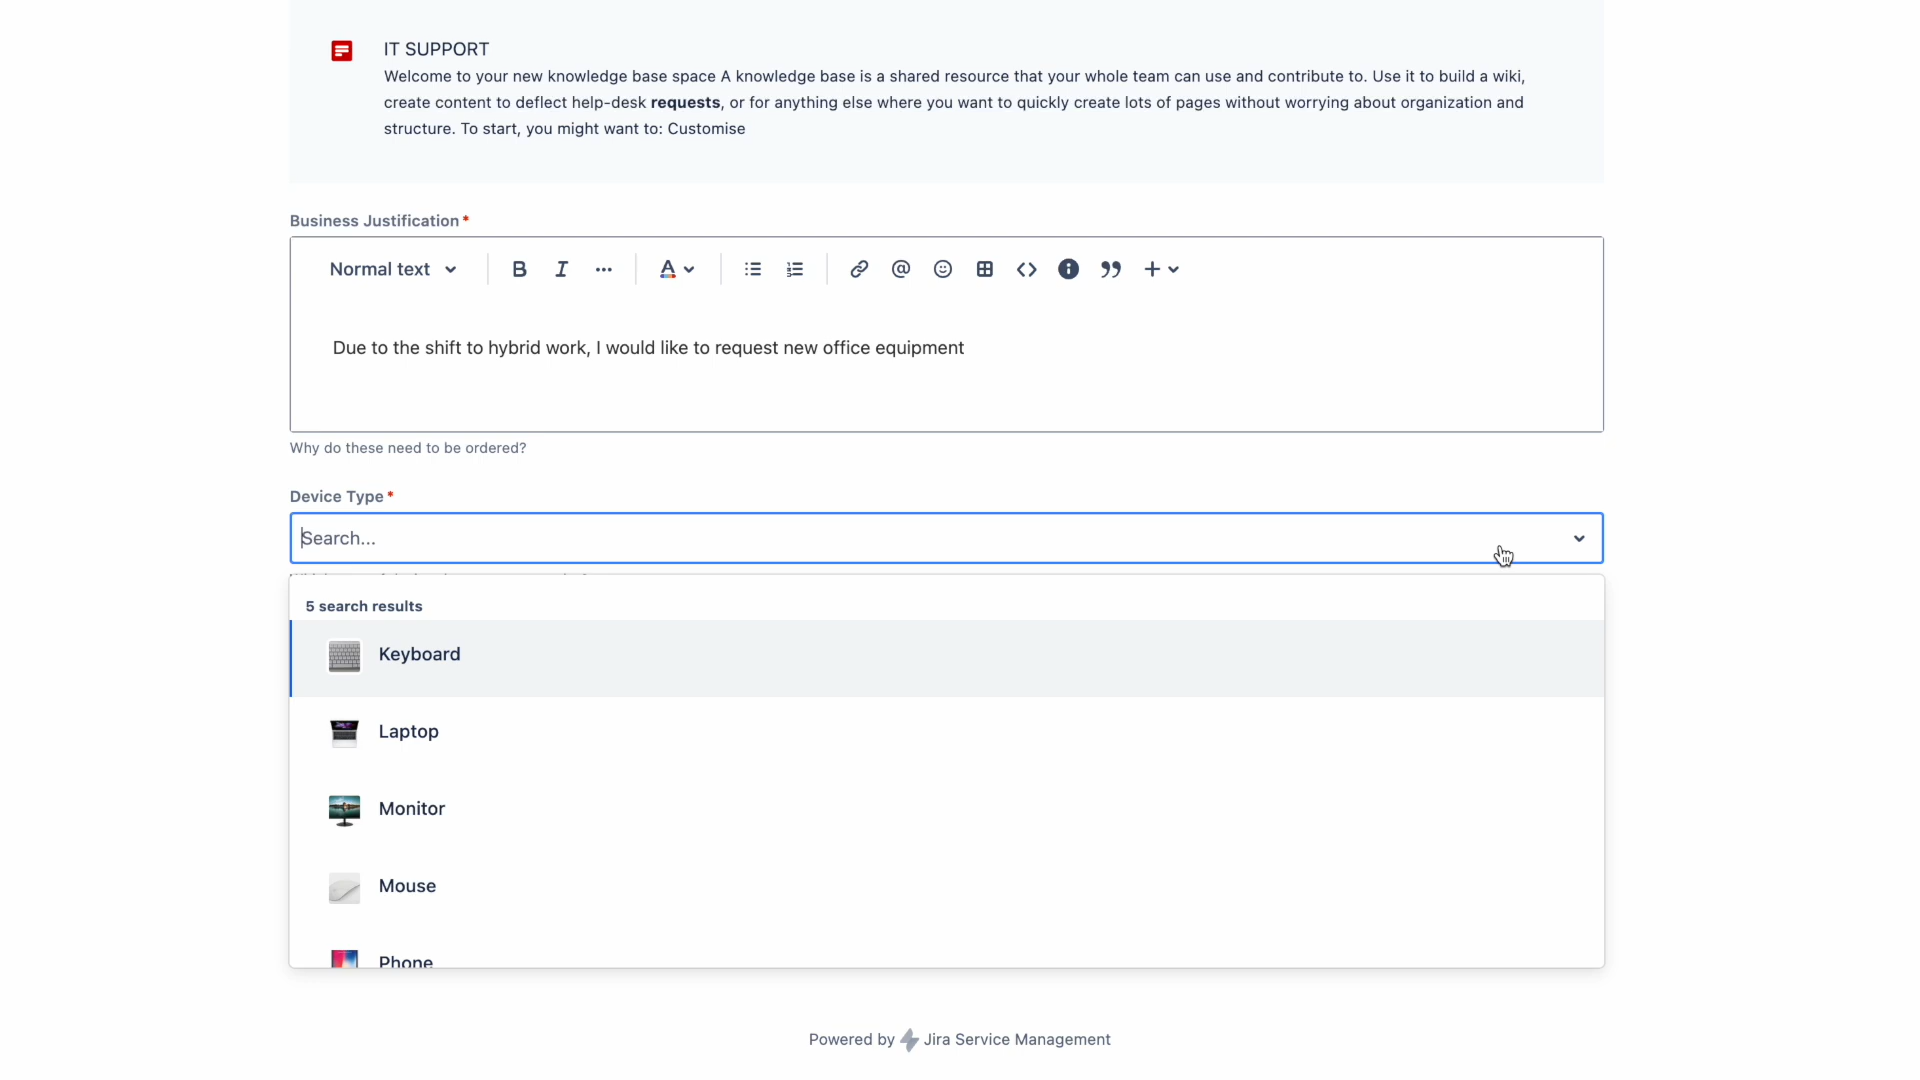 IT SUPPORT
Welcome to your new knowledge base space A knowledge base is a shared resource that your whole team can use and contribute to. Use it to build a wiki,
create content to deflect help-desk requests, or for anything else where you want to quickly create lots of pages without worrying about organization and
structure. To start, you might want to: Customise
Business Justification *
Normal text
Due to the shift to hybrid work, I would like to request new office equipment
Why do these need to be ordered?
Device Type *
Search...
5 search results
Keyboard
Laptop
Monitor
Mouse
Phone
Powered by Jira Service Management